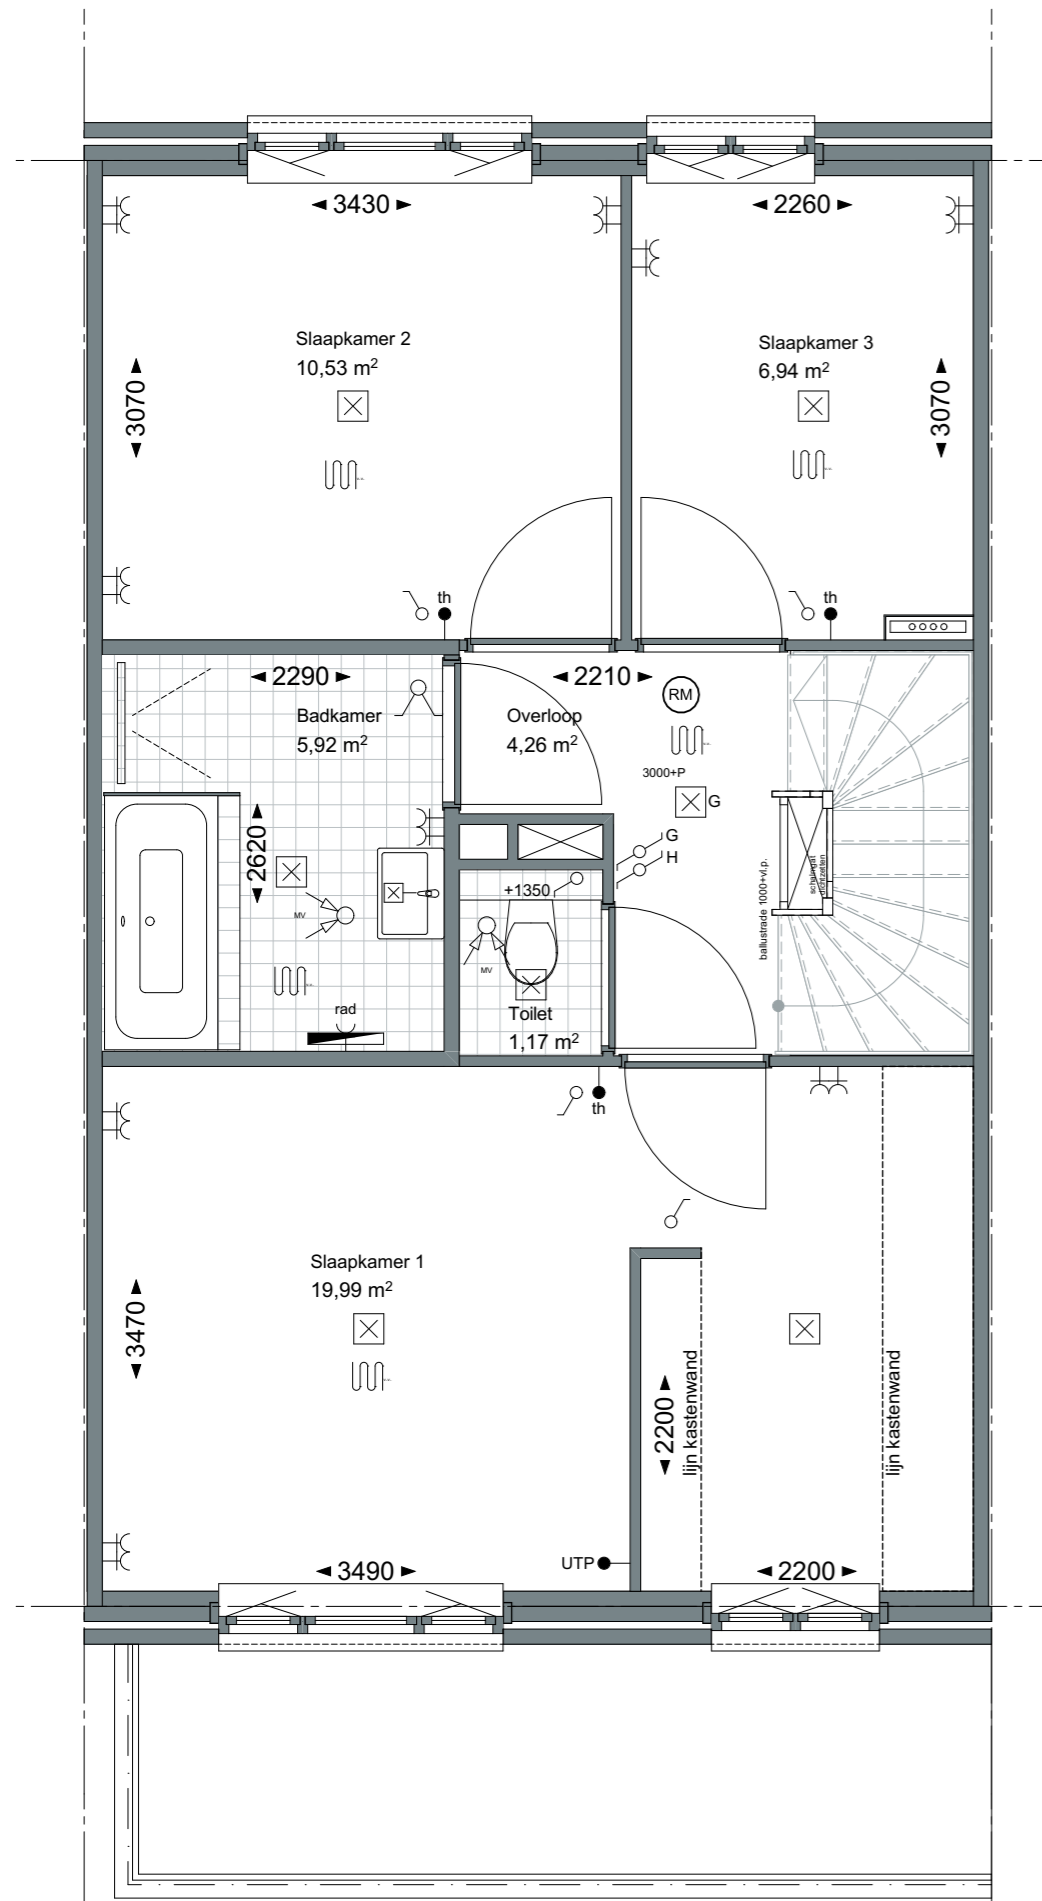 3430
2260
Slaapkamer 2
10,53 m²
Slaapkamer 3
6,94 m²
3070
3070
th
th
2290
2210
RM
Badkamer
5,92 m²
Overloop
4,26 m²
3000+P
G
2620
G
H
+1350
MV
MV
ballustrade 1000+vl.p.
schalmgat
dichtzetten
rad
Toilet
1,17 m²
th
Slaapkamer 1
19,99 m²
3470
2200
lijn kastenwand
lijn kastenwand
UTP
3490
2200